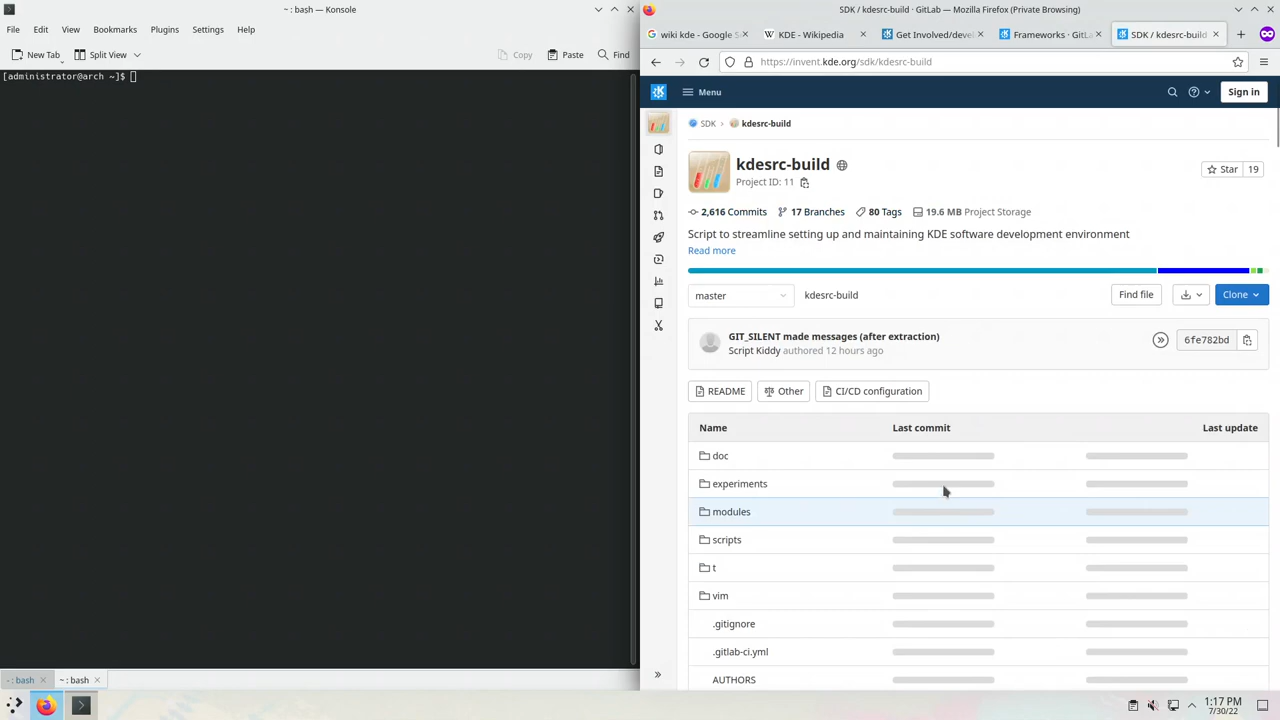 ~ : bash — Konsole
File Edit View Bookmarks Plugins Settings Help
New Tab Split View Copy Paste Find
[administrator@arch ~]$
- : bash ~ : bash
SDK / kdesrc-build · GitLab — Mozilla Firefox (Private Browsing)
wiki kde - Google S
KDE - Wikipedia
Get Involved/deve
Frameworks · GitLa
SDK / kdesrc-build
https://invent.kde.org/sdk/kdesrc-build
Menu Sign in
SDK › kdesrc-build
kdesrc-build
Project ID: 11
Star 19
2,616 Commits 17 Branches 80 Tags 19.6 MB Project Storage
Script to streamline setting up and maintaining KDE software development environment
Read more
master kdesrc-build Find file Clone
GIT_SILENT made messages (after extraction)
Script Kiddy authored 12 hours ago
6fe782bd
README Other CI/CD configuration
Name Last commit Last update
doc
experiments
modules
scripts
t
vim
.gitignore
.gitlab-ci.yml
AUTHORS
1:17 PM
7/30/22